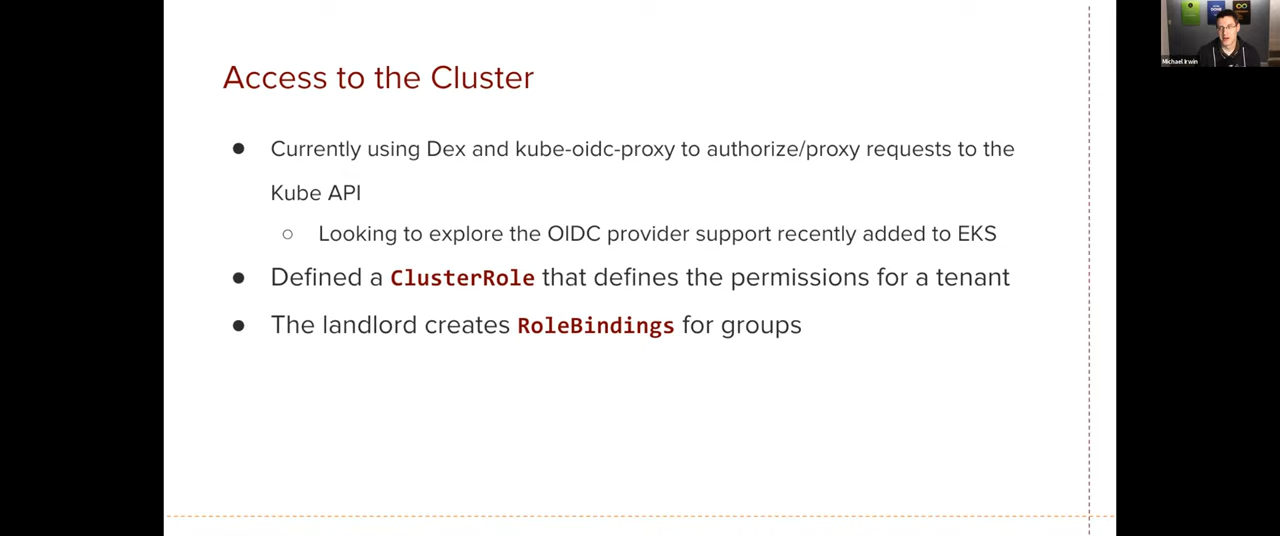 Access to the Cluster
● Currently using Dex and kube-oidc-proxy to authorize/proxy requests to the
Kube API
○ Looking to explore the OIDC provider support recently added to EKS
● Defined a ClusterRole that defines the permissions for a tenant
● The landlord creates RoleBindings for groups
Michael Irwin